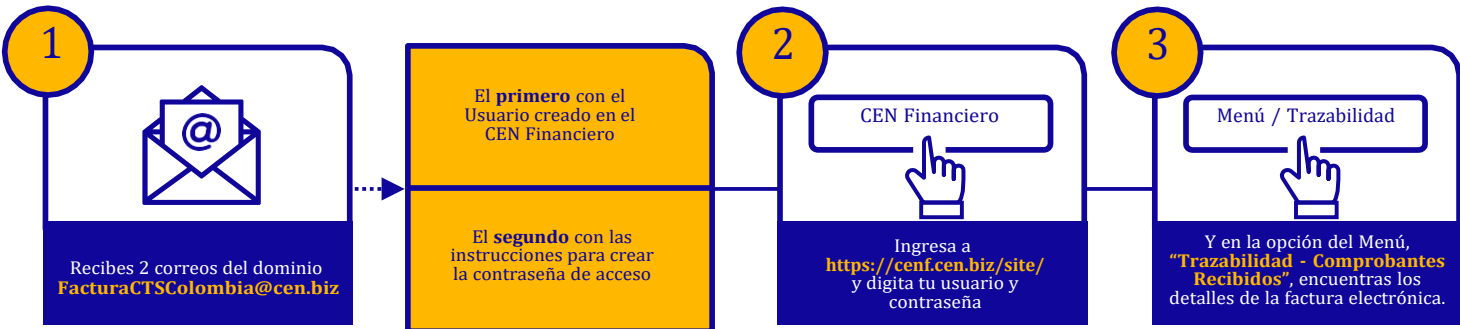 1
@
Recibes 2 correos del dominio
FacturaCTSColombia@cen.biz
El primero con el
Usuario creado en el
CEN Financiero
El segundo con las
instrucciones para crear
la contraseña de acceso
2
CEN Financiero
Ingresa a
https://cenf.cen.biz/site/
y digita tu usuario y
contraseña
3
Menú / Trazabilidad
Y en la opción del Menú,
“Trazabilidad - Comprobantes
Recibidos”, encuentras los
detalles de la factura electrónica.